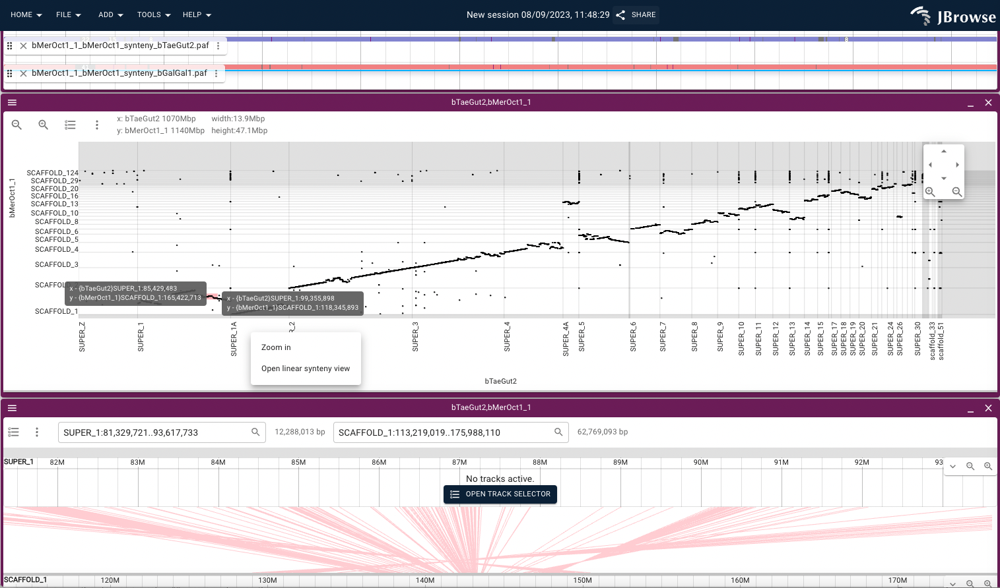 HOME FILE ADD TOOLS HELP New session 08/09/2023, 11:48:29 SHARE JBrowse
bMerOct1_1_bMerOct1_synteny_bTaeGut2.paf 8
bMerOct1_1_bMerOct1_synteny_bGalGal1.paf
bTaeGut2,bMerOct1_1
x: bTaeGut2 1070Mbp width:13.9Mbp
y: bMerOct1_1 1140Mbp height:47.1Mbp
bMerOct1_1
SCAFFOLD_124
SCAFFOLD_29
SCAFFOLD_20
SCAFFOLD_16
SCAFFOLD_13
SCAFFOLD_10
SCAFFOLD_8
SCAFFOLD_6
SCAFFOLD_5
SCAFFOLD_4
SCAFFOLD_3
SCAFFOLD_2
SCAFFOLD_1
x - {bTaeGut2}SUPER_1:85,429,483
y - {bMerOct1_1}SCAFFOLD_1:165,422,713
x - {bTaeGut2}SUPER_1:99,355,898
y - {bMerOct1_1}SCAFFOLD_1:118,345,893
SUPER_Z
SUPER_1
SUPER_1A
_2
SUPER_3
SUPER_4
SUPER_4A
SUPER_5
SUPER_6
SUPER_7
SUPER_8
SUPER_9
SUPER_10
SUPER_11
SUPER_12
SUPER_13
SUPER_14
SUPER_15
SUPER_17
SUPER_18
SUPER_19
SUPER_20
SUPER_21
SUPER_24
SUPER_26
SUPER_30
scaffold_33
scaffold_51
Zoom in
Open linear synteny view
bTaeGut2
bTaeGut2,bMerOct1_1
SUPER_1:81,329,721..93,617,733 12,288,013 bp SCAFFOLD_1:113,219,019..175,988,110 62,769,093 bp
SUPER_1 82M 83M 84M 85M 86M 87M 88M 89M 90M 91M 92M 93
No tracks active.
OPEN TRACK SELECTOR
SCAFFOLD_1 120M 130M 140M 150M 160M 170M